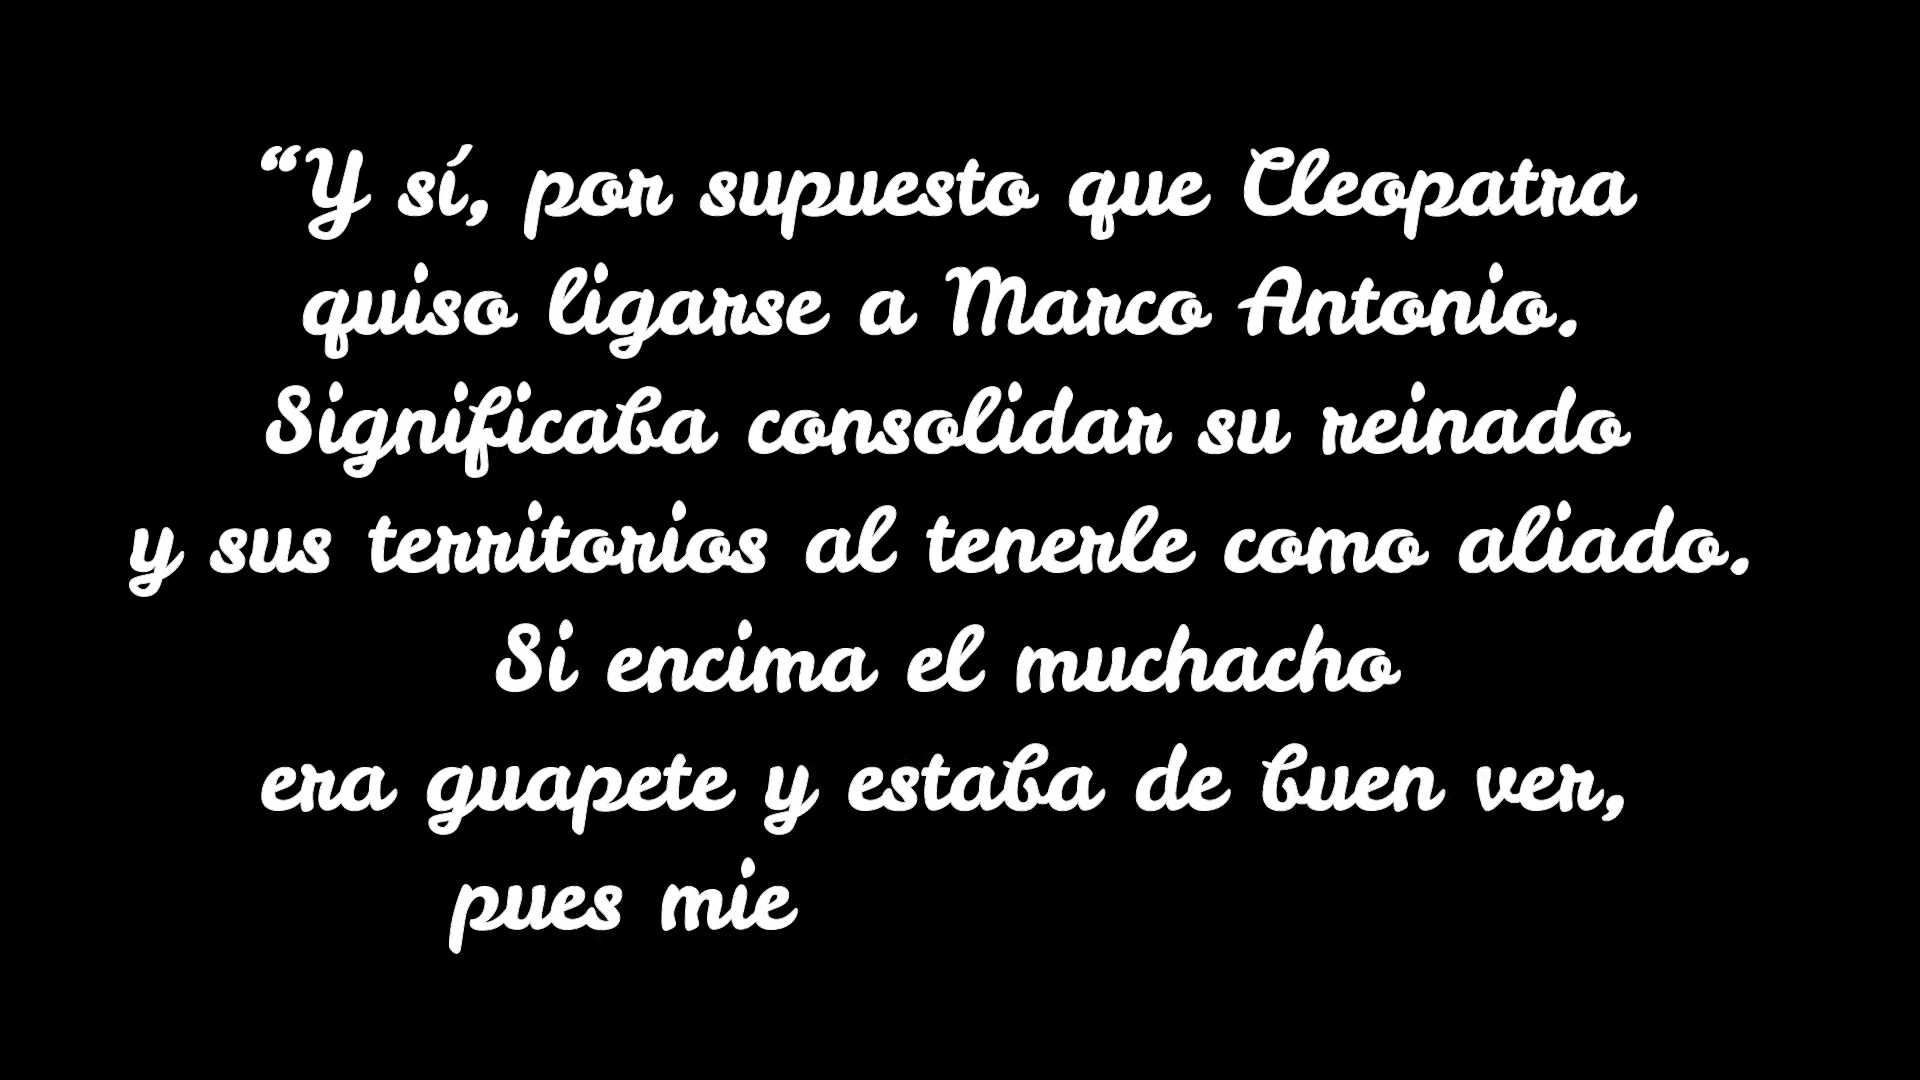 “Y sí, por supuesto que Cleopatra
quiso ligarse a Marco Antonio.
Significaba consolidar su reinado
y sus territorios al tenerle como aliado.
Si encima el muchacho
era guapete y estaba de buen ver,
pues mie